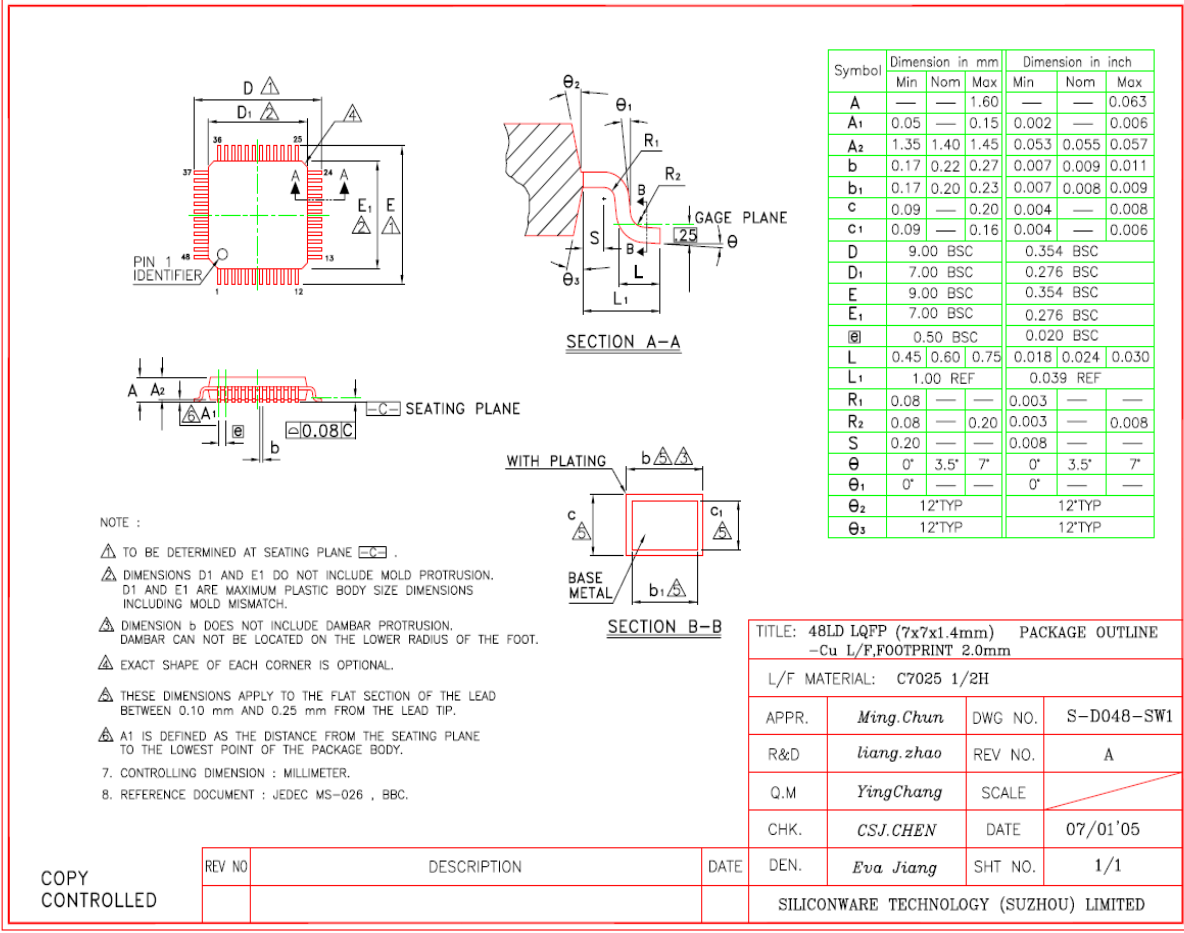 D 1
D1 2
4
36 25
37 24
A A
E1 E
2 1
48 13
PIN 1
IDENTIFIER
1 12
θ2
θ1
R1
R2
B
GAGE PLANE
.25
S
B
θ
L
θ3
L1
SECTION A-A
A A2
6 A1
-C- SEATING PLANE
e
0.08 C
b
WITH PLATING
b 5 3
c
5
c1
5
BASE
METAL
b1 5
SECTION B-B
Symbol Dimension in mm Dimension in inch
Min Nom Max Min Nom Max
A — — 1.60 — — 0.063
A1 0.05 — 0.15 0.002 — 0.006
A2 1.35 1.40 1.45 0.053 0.055 0.057
b 0.17 0.22 0.27 0.007 0.009 0.011
b1 0.17 0.20 0.23 0.007 0.008 0.009
c 0.09 — 0.20 0.004 — 0.008
c1 0.09 — 0.16 0.004 — 0.006
D 9.00 BSC 0.354 BSC
D1 7.00 BSC 0.276 BSC
E 9.00 BSC 0.354 BSC
E1 7.00 BSC 0.276 BSC
e 0.50 BSC 0.020 BSC
L 0.45 0.60 0.75 0.018 0.024 0.030
L1 1.00 REF 0.039 REF
R1 0.08 — — 0.003 — —
R2 0.08 — 0.20 0.003 — 0.008
S 0.20 — — 0.008 — —
θ 0° 3.5° 7° 0° 3.5° 7°
θ1 0° — — 0° — —
θ2 12°TYP 12°TYP
θ3 12°TYP 12°TYP
NOTE :
1 TO BE DETERMINED AT SEATING PLANE -C- .
2 DIMENSIONS D1 AND E1 DO NOT INCLUDE MOLD PROTRUSION.
D1 AND E1 ARE MAXIMUM PLASTIC BODY SIZE DIMENSIONS
INCLUDING MOLD MISMATCH.
3 DIMENSION b DOES NOT INCLUDE DAMBAR PROTRUSION.
DAMBAR CAN NOT BE LOCATED ON THE LOWER RADIUS OF THE FOOT.
4 EXACT SHAPE OF EACH CORNER IS OPTIONAL.
5 THESE DIMENSIONS APPLY TO THE FLAT SECTION OF THE LEAD
BETWEEN 0.10 mm AND 0.25 mm FROM THE LEAD TIP.
6 A1 IS DEFINED AS THE DISTANCE FROM THE SEATING PLANE
TO THE LOWEST POINT OF THE PACKAGE BODY.
7. CONTROLLING DIMENSION : MILLIMETER.
8. REFERENCE DOCUMENT : JEDEC MS-026 , BBC.
TITLE: 48LD LQFP (7x7x1.4mm) PACKAGE OUTLINE
-Cu L/F,FOOTPRINT 2.0mm
L/F MATERIAL: C7025 1/2H
APPR. Ming.Chun DWG NO. S-D048-SW1
R&D liang.zhao REV NO. A
Q.M YingChang SCALE
CHK. CSJ.CHEN DATE 07/01'05
DEN. Eva Jiang SHT NO. 1/1
SILICONWARE TECHNOLOGY (SUZHOU) LIMITED
REV NO DESCRIPTION DATE
COPY
CONTROLLED